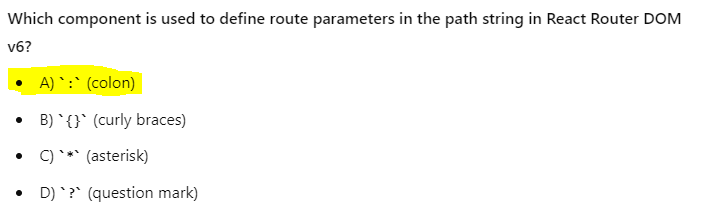 Which component is used to define route parameters in the path string in React Router DOM
v6?
• A) `:` (colon)
• B) `{}` (curly braces)
• C) `*` (asterisk)
• D) `?` (question mark)